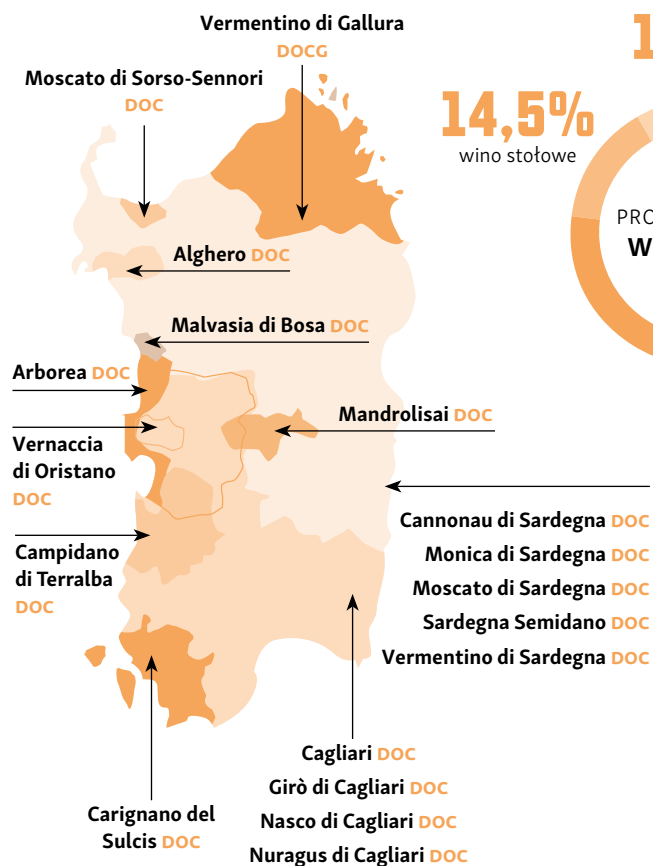 Vermentino di Gallura
DOCG
Moscato di Sorso-Sennori
DOC
1
14,5%
wino stołowe
PRO
W
Alghero DOC
Malvasia di Bosa DOC
Arborea DOC
Mandrolisai DOC
Vernaccia
di Oristano
DOC
Campidano
di Terralba
DOC
Cannonau di Sardegna DOC
Monica di Sardegna DOC
Moscato di Sardegna DOC
Sardegna Semidano DOC
Vermentino di Sardegna DOC
Carignano del
Sulcis DOC
Cagliari DOC
Girò di Cagliari DOC
Nasco di Cagliari DOC
Nuragus di Cagliari DOC